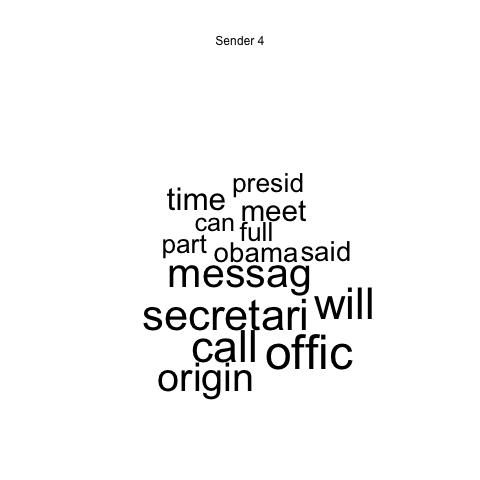 Sender 4
presid
time
meet
can
full
part
obama
said
messag
will
secretari
call
offic
origin